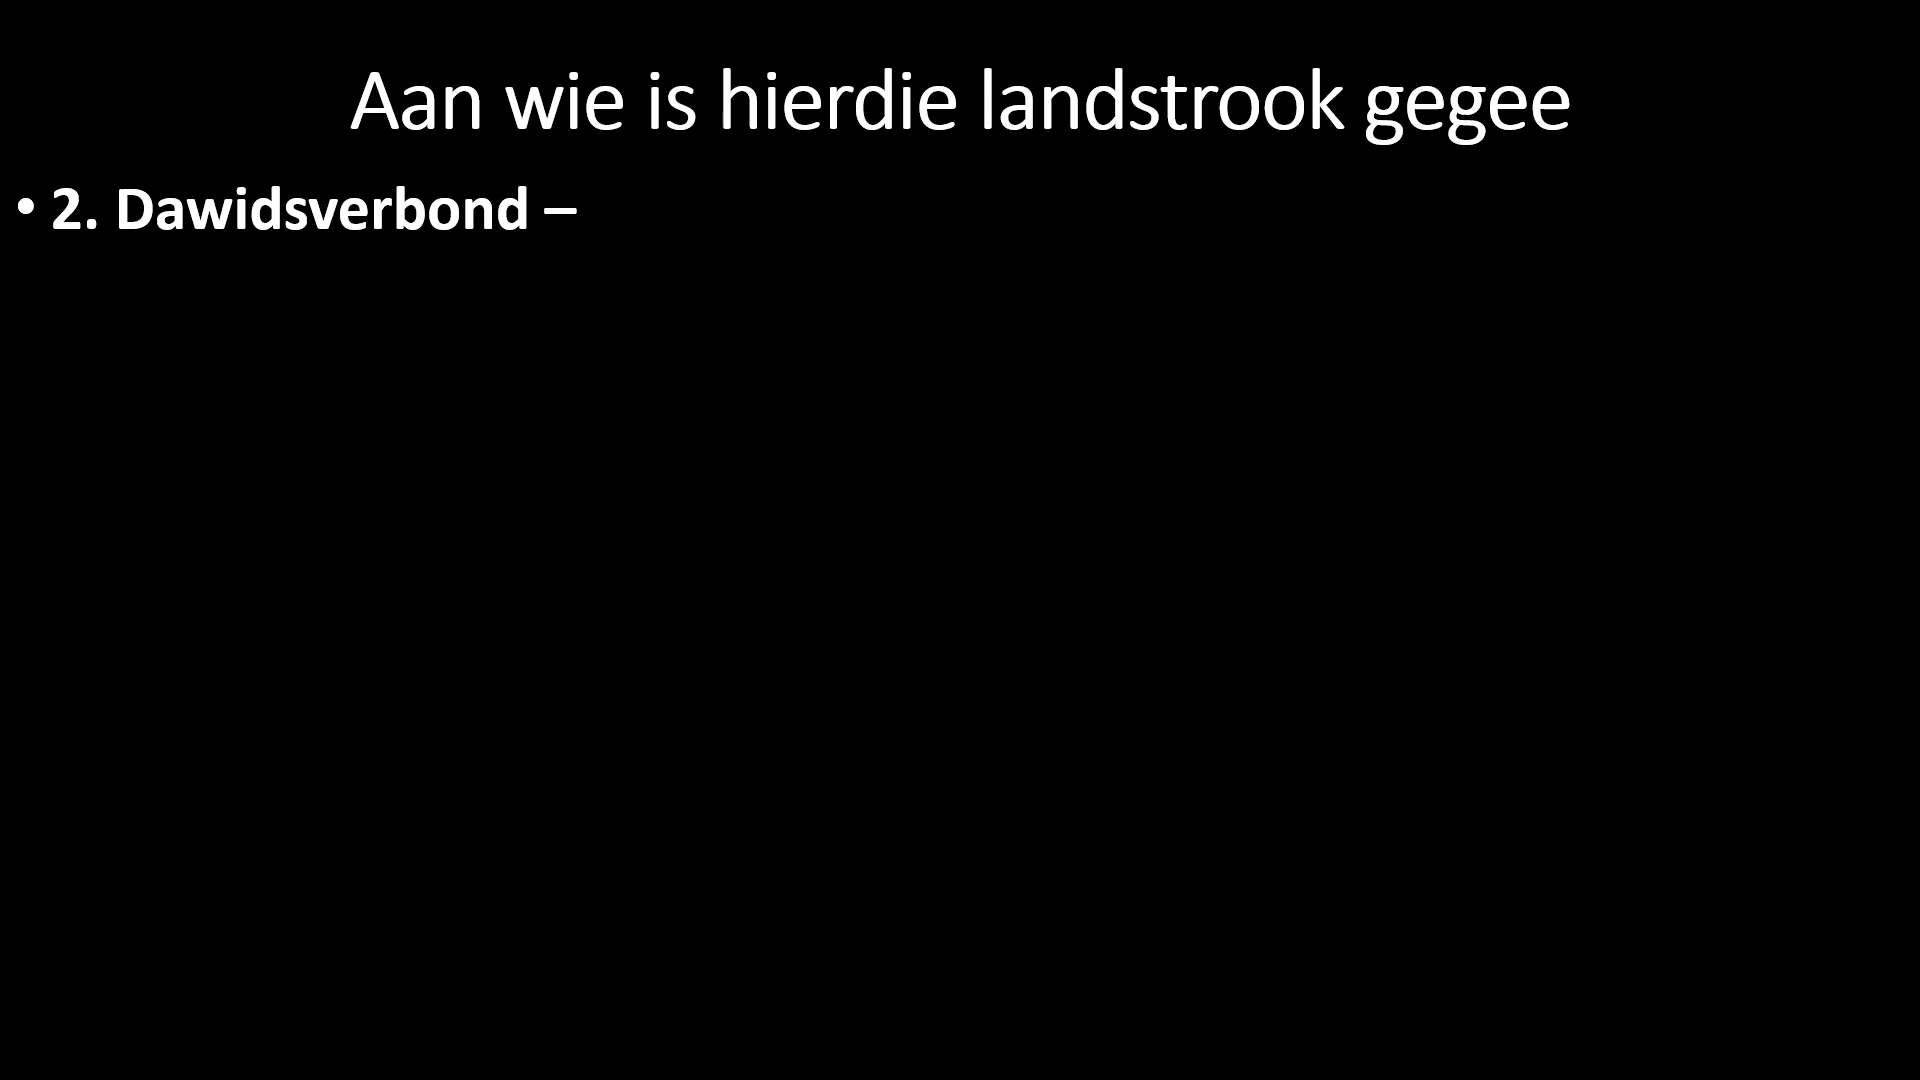 Aan wie is hierdie landstrook gegee
• 2. Dawidsverbond –